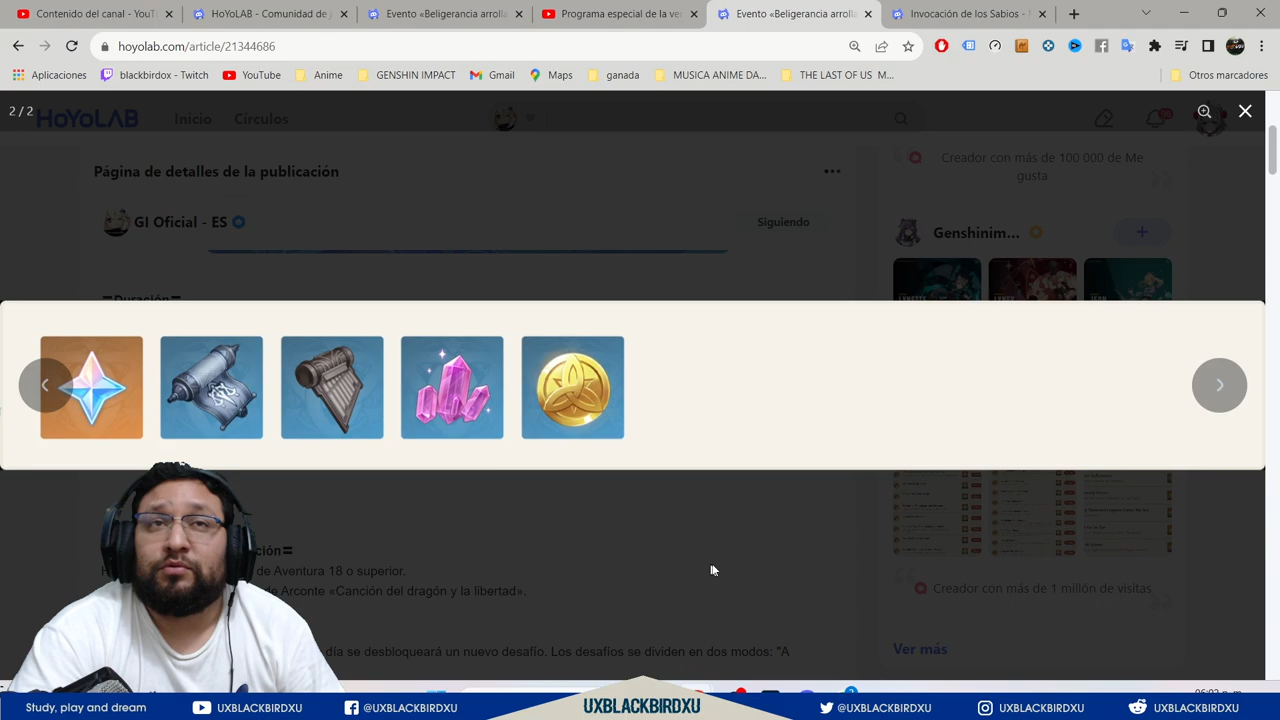 Contenido del canal - YouT
HoYoLAB - Comunidad de j
Evento «Beligerancia arrolla
Programa especial de la ve
Evento «Beligerancia arrolla
Invocación de los Sabios -
hoyolab.com/article/21344686
Aplicaciones
blackbirdox - Twitch
YouTube
Anime
GENSHIN IMPACT
Gmail
Maps
ganada
MUSICA ANIME DA...
THE LAST OF US M...
Otros marcadores
2 / 2
HoYoLAB
Inicio
Círculos
Página de detalles de la publicación
Creador con más de 100 000 de Me
gusta
GI Oficial - ES
Siguiendo
Genshinim...
〓Duración〓
ción〓
de Aventura 18 o superior.
de Arconte «Canción del dragón y la libertad».
Creador con más de 1 millón de visitas
día se desbloqueará un nuevo desafío. Los desafíos se dividen en dos modos: "A
Ver más
Study, play and dream
UXBLACKBIRDXU
@UXBLACKBIRDXU
UXBLACKBIRDXU
@UXBLACKBIRDXU
UXBLACKBIRDXU
UXBLACKBIRDXU